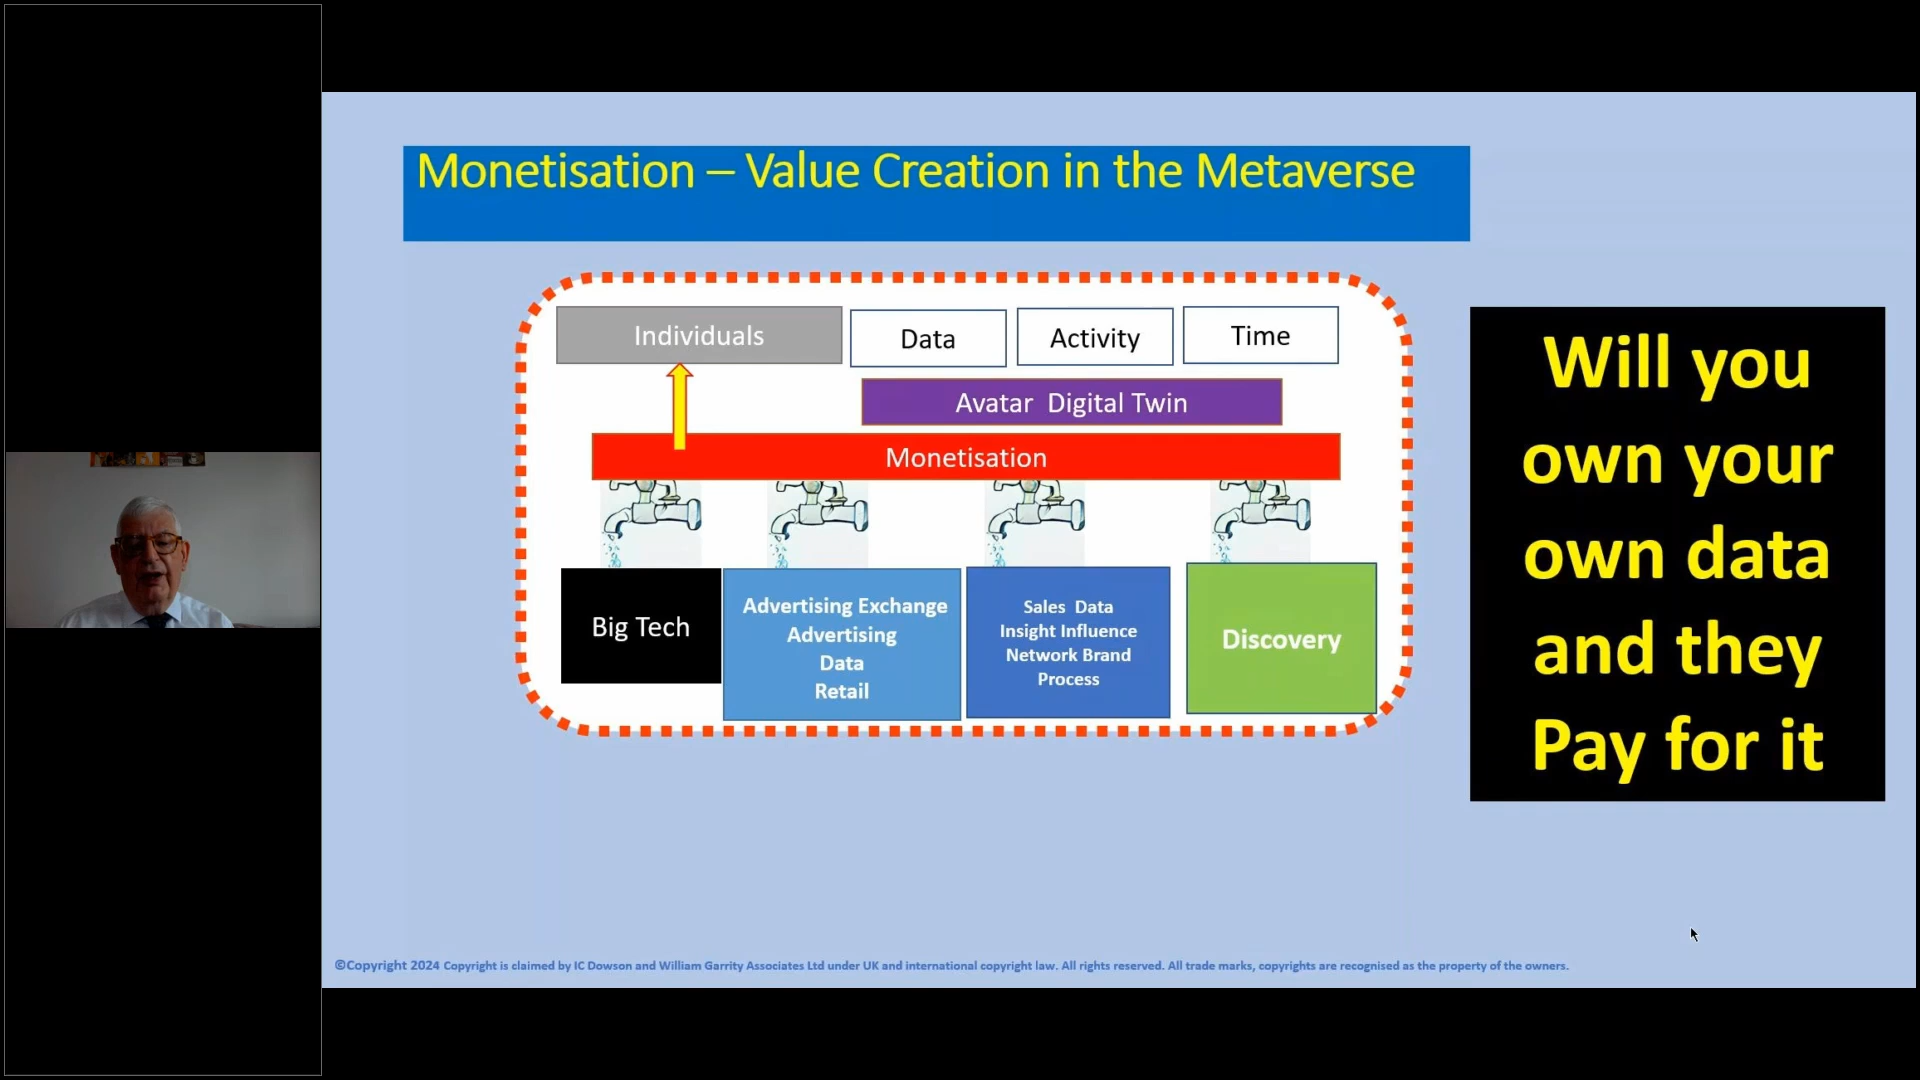 Monetisation – Value Creation in the Metaverse
Individuals
Data
Activity
Time
Avatar  Digital Twin
Monetisation
Big Tech
Advertising Exchange
Advertising
Data
Retail
Sales  Data
Insight Influence
Network Brand
Process
Discovery
Will you
own your
own data
and they
Pay for it
©Copyright 2024 Copyright is claimed by IC Dowson and William Garrity Associates Ltd under UK and international copyright law. All rights reserved. All trade marks, copyrights are recognised as the property of the owners.